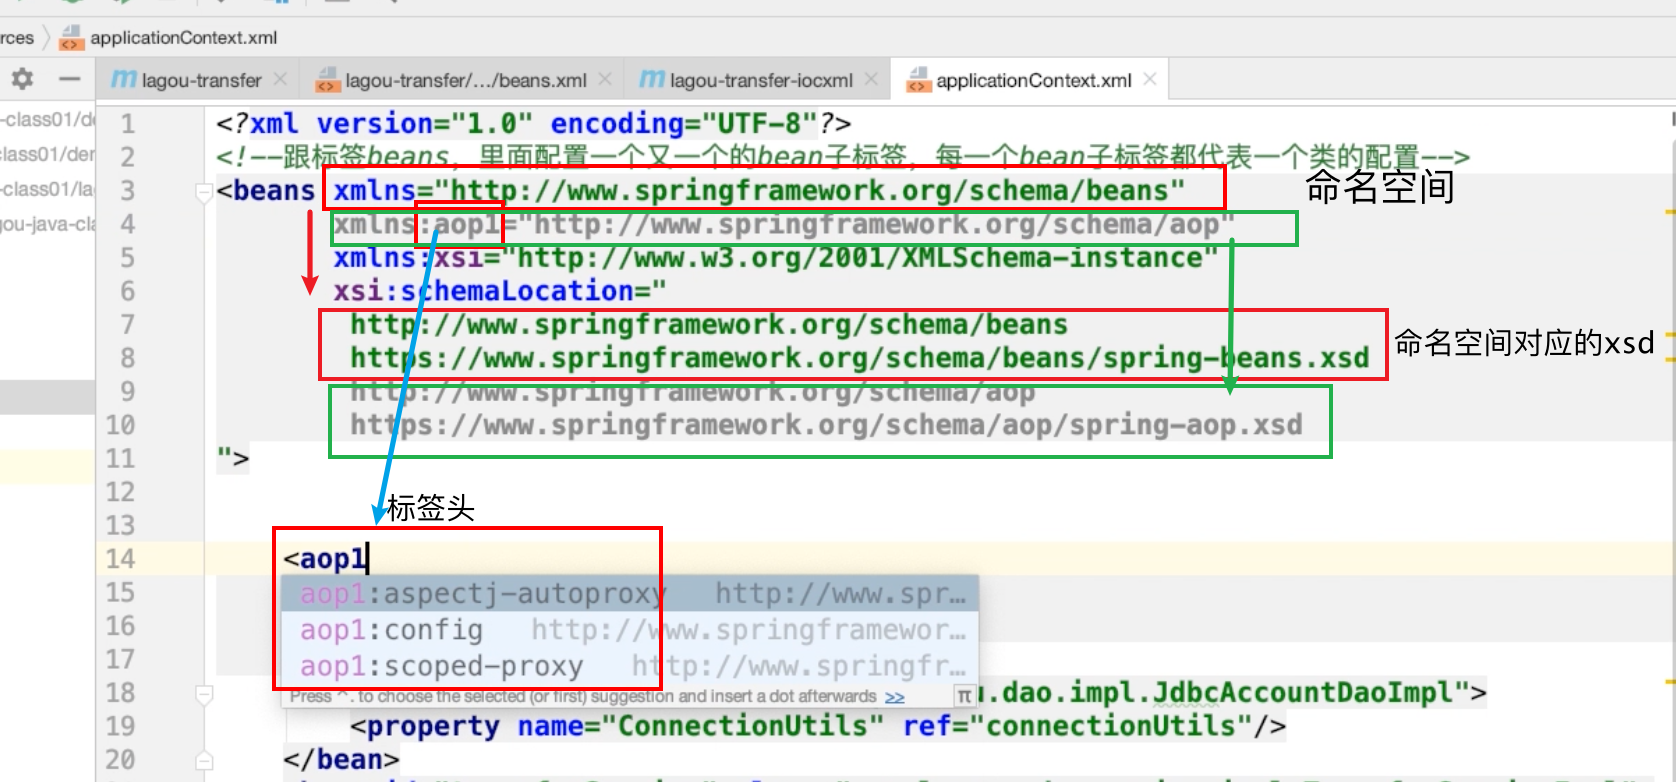 rces applicationContext.xml
lagou-transfer lagou-transfer/.../beans.xml lagou-transfer-iocxml applicationContext.xml
-class01/de
class01/der
-class01/la
gou-java-cla
1 <?xml version="1.0" encoding="UTF-8"?>
2 <!--跟标签beans，里面配置一个又一个的bean子标签，每一个bean子标签都代表一个类的配置-->
3 <beans xmlns="http://www.springframework.org/schema/beans"
命名空间
4 xmlns:aop1="http://www.springframework.org/schema/aop"
5 xmlns:xsi="http://www.w3.org/2001/XMLSchema-instance"
6 xsi:schemaLocation="
7 http://www.springframework.org/schema/beans
8 https://www.springframework.org/schema/beans/spring-beans.xsd
命名空间对应的xsd
9 http://www.springframework.org/schema/aop
10 https://www.springframework.org/schema/aop/spring-aop.xsd
11 ">
12
标签头
13
14 <aop1
15 aop1:aspectj-autoproxy http://www.spr…
16 aop1:config http://www.springframewor…
17 aop1:scoped-proxy http://www.springfr…
Press ^. to choose the selected (or first) suggestion and insert a dot afterwards >> π
18 u.dao.impl.JdbcAccountDaoImpl">
19 <property name="ConnectionUtils" ref="connectionUtils"/>
20 </bean>